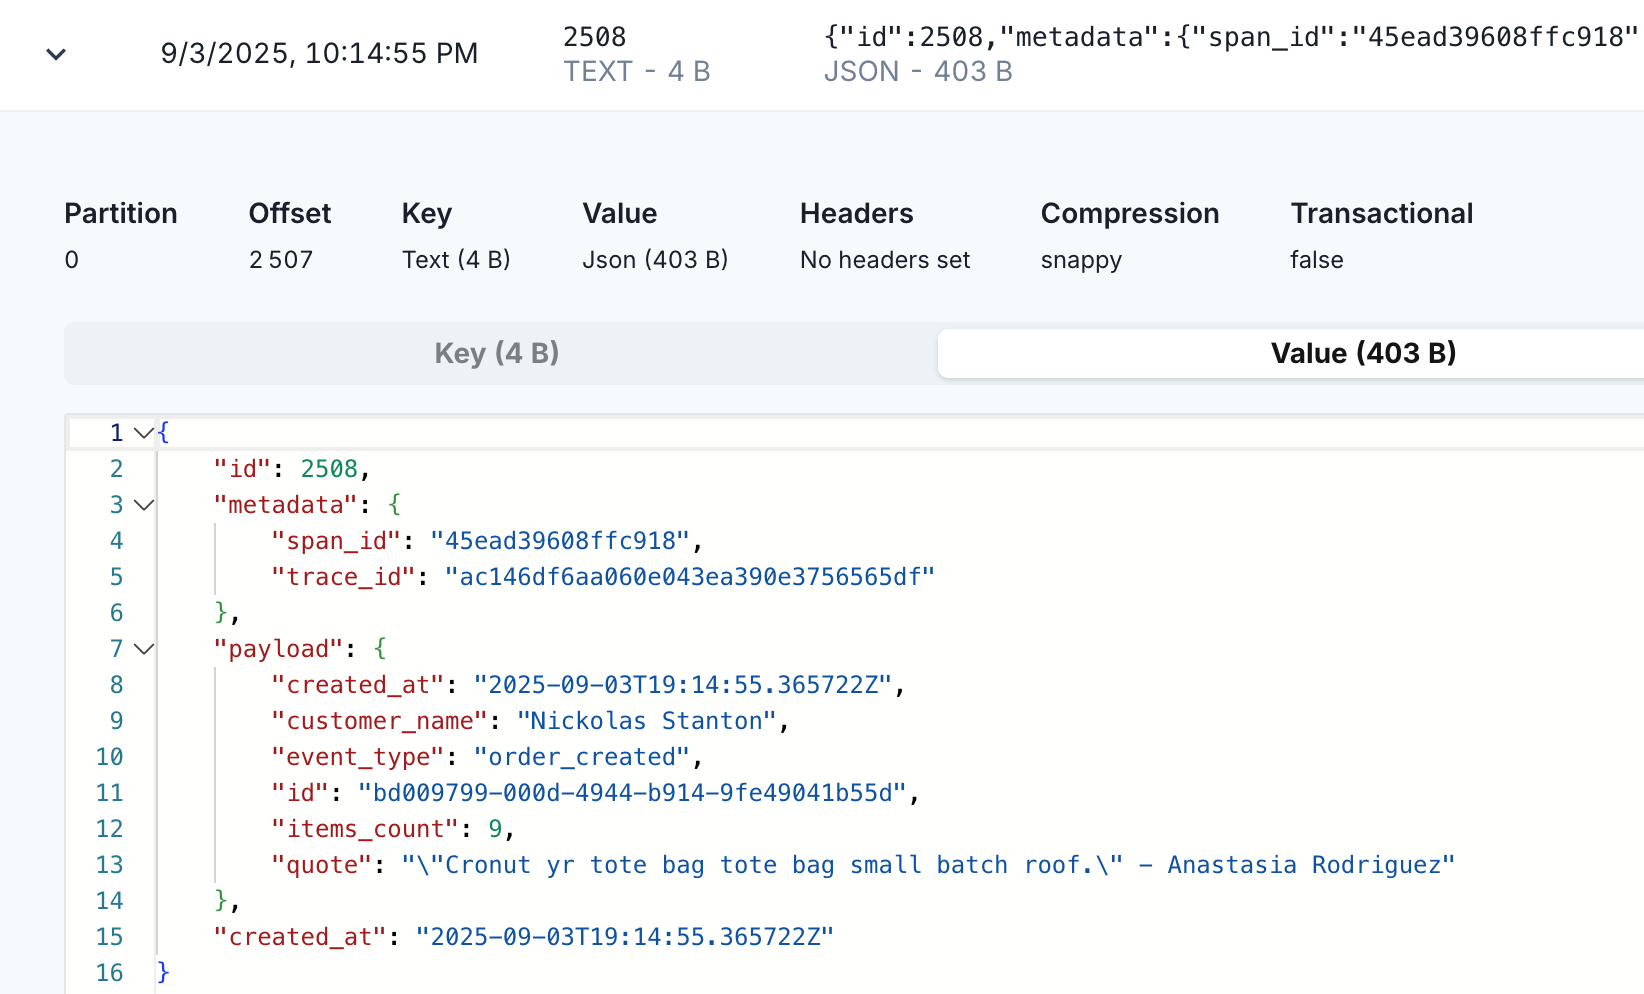 9/3/2025, 10:14:55 PM
2508
TEXT - 4 B
{"id":2508,"metadata":{"span_id":"45ead39608ffc918"
JSON - 403 B
Partition Offset Key Value Headers Compression Transactional
0 2 507 Text (4 B) Json (403 B) No headers set snappy false
Key (4 B) Value (403 B)
1 {
2 "id": 2508,
3 "metadata": {
4 "span_id": "45ead39608ffc918",
5 "trace_id": "ac146df6aa060e043ea390e3756565df"
6 },
7 "payload": {
8 "created_at": "2025-09-03T19:14:55.365722Z",
9 "customer_name": "Nickolas Stanton",
10 "event_type": "order_created",
11 "id": "bd009799-000d-4944-b914-9fe49041b55d",
12 "items_count": 9,
13 "quote": "\"Cronut yr tote bag tote bag small batch roof.\" - Anastasia Rodriguez"
14 },
15 "created_at": "2025-09-03T19:14:55.365722Z"
16 }